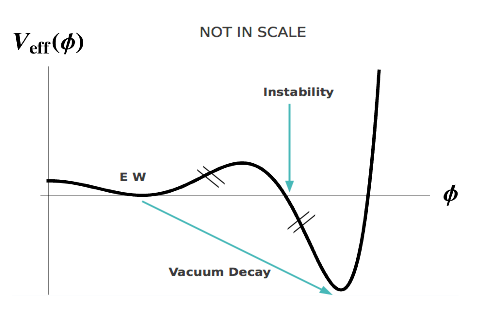 NOT IN SCALE
V_eff(ϕ)
Instability
E W
ϕ
Vacuum Decay